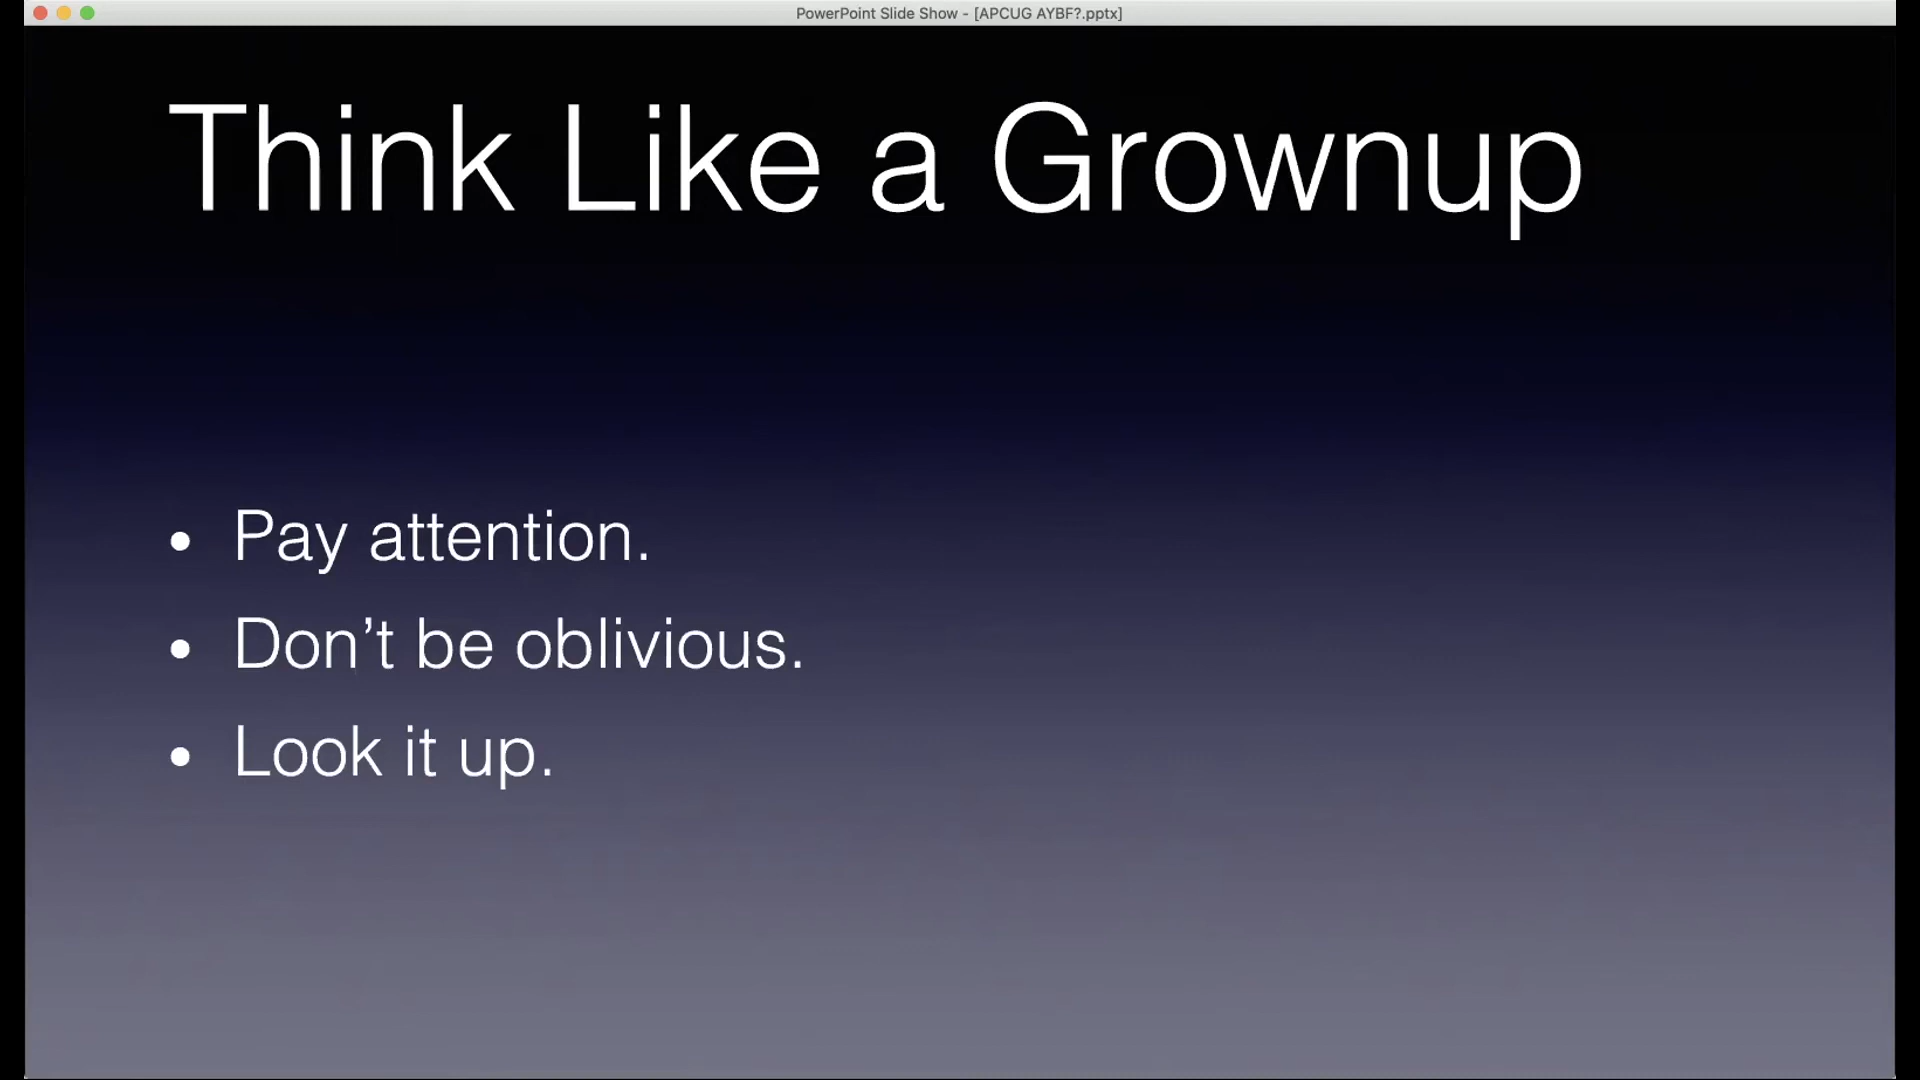 PowerPoint Slide Show - [APCUG AYBF?.pptx]
Think Like a Grownup
• Pay attention.
• Don’t be oblivious.
• Look it up.